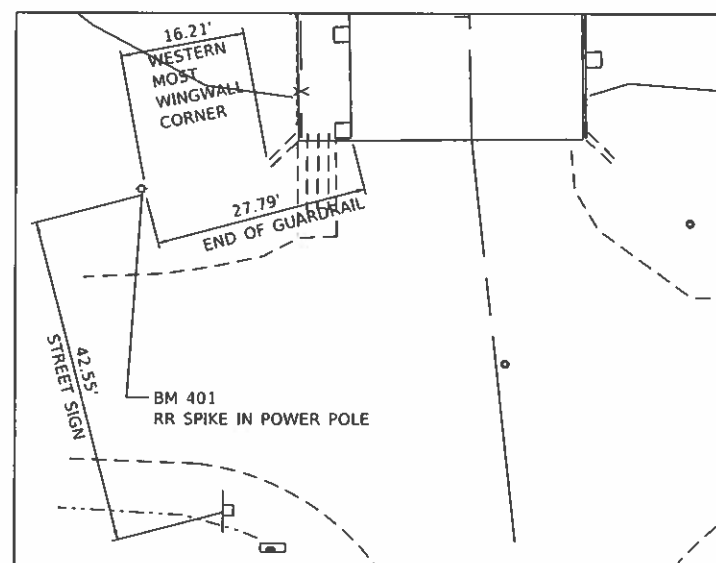 16.21'
WESTERN
MOST
WINGWALL
CORNER
27.79'
END OF GUARDRAIL
42.55'
STREET SIGN
BM 401
RR SPIKE IN POWER POLE